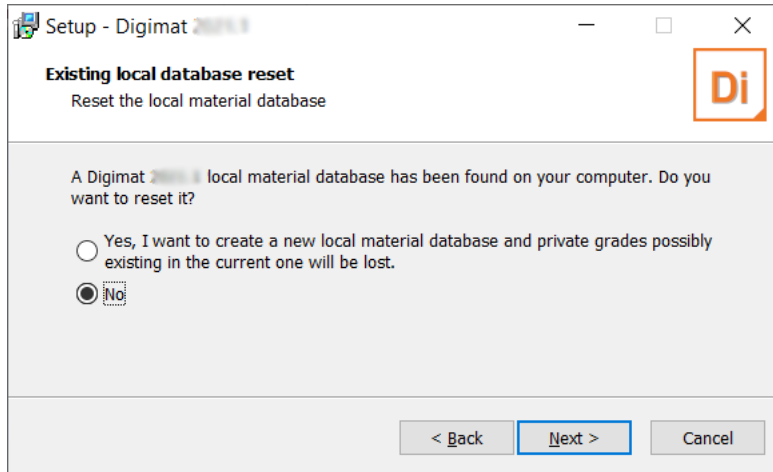 Setup - Digimat
Existing local database reset
Reset the local material database
Di
A Digimat local material database has been found on your computer. Do you
want to reset it?
Yes, I want to create a new local material database and private grades possibly
existing in the current one will be lost.
No
< Back
Next >
Cancel